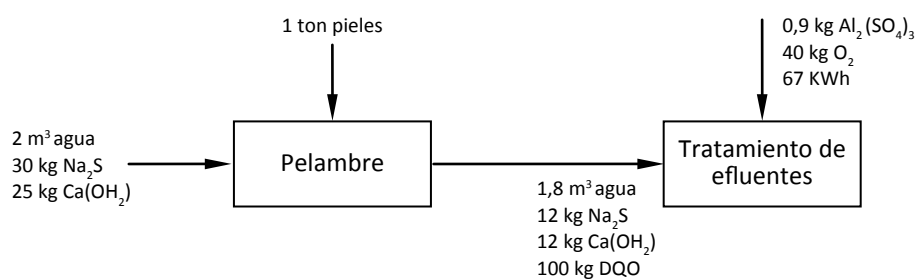 1 ton pieles
0,9 kg Al₂(SO₄)₃
40 kg O₂
67 KWh
2 m³ agua
30 kg Na₂S
25 kg Ca(OH₂)
Pelambre
Tratamiento de
efluentes
1,8 m³ agua
12 kg Na₂S
12 kg Ca(OH₂)
100 kg DQO